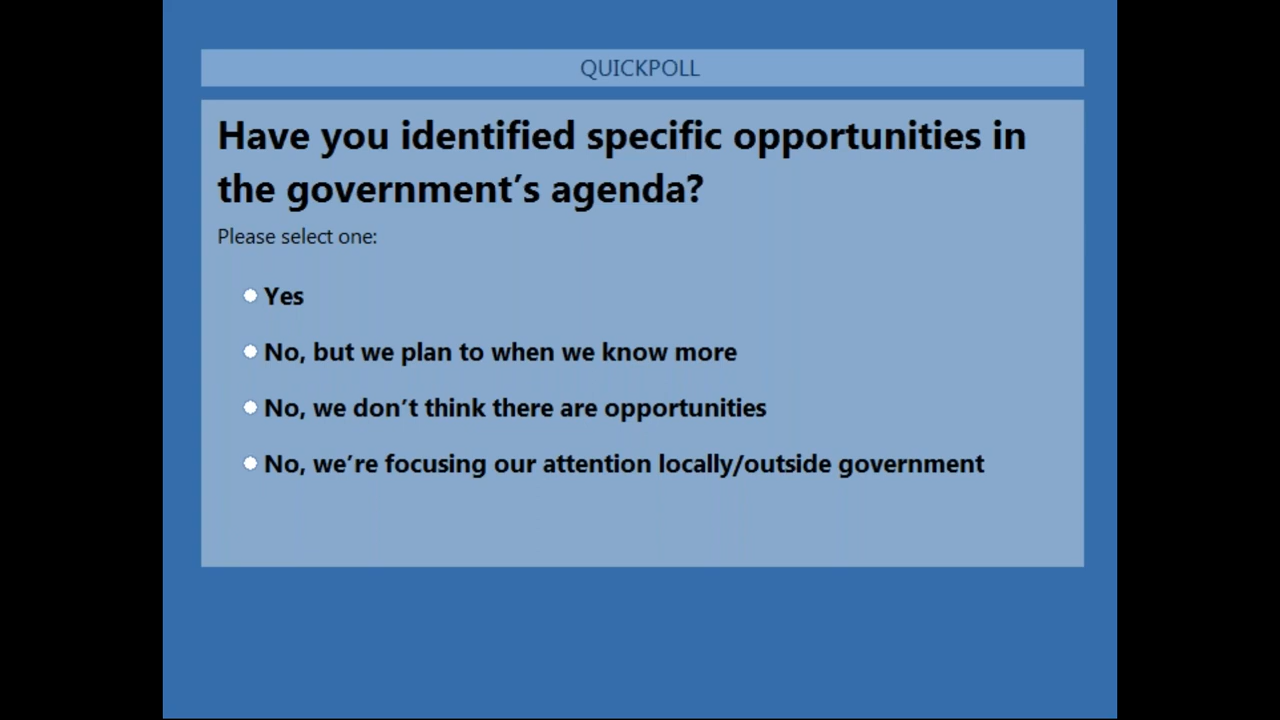 QUICKPOLL
Have you identified specific opportunities in
the government’s agenda?
Please select one:
Yes
No, but we plan to when we know more
No, we don’t think there are opportunities
No, we’re focusing our attention locally/outside government